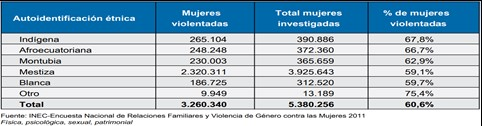 Autoidentificación étnica Mujeres violentadas Total mujeres investigadas % de mujeres violentadas
Indígena 265.104 390.886 67,8%
Afroecuatoriana 248.248 372.360 66,7%
Montubia 230.003 365.659 62,9%
Mestiza 2.320.311 3.925.643 59,1%
Blanca 186.725 312.520 59,7%
Otro 9.949 13.189 75,4%
Total 3.260.340 5.380.256 60,6%
Fuente: INEC-Encuesta Nacional de Relaciones Familiares y Violencia de Género contra las Mujeres 2011
Física, psicológica, sexual, patrimonial